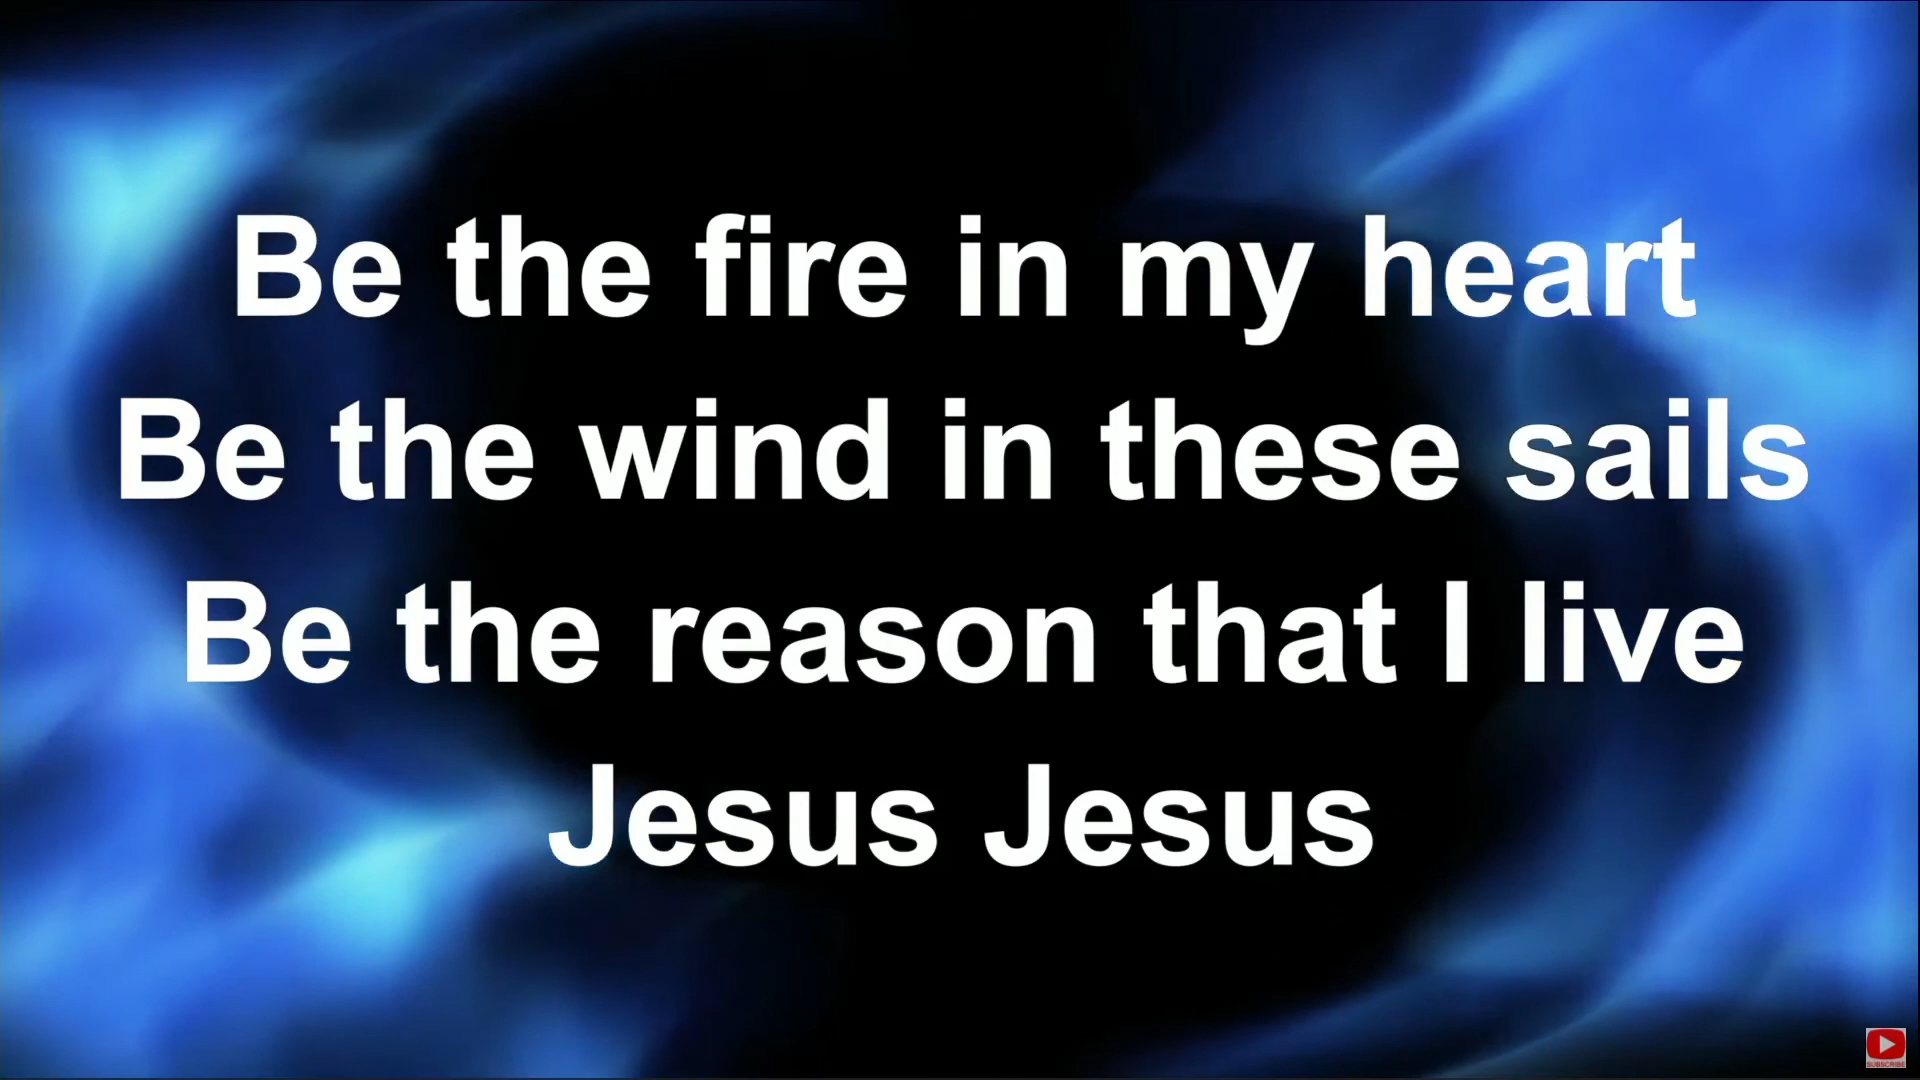 Be the fire in my heart
Be the wind in these sails
Be the reason that I live
Jesus Jesus
SUBSCRIBE